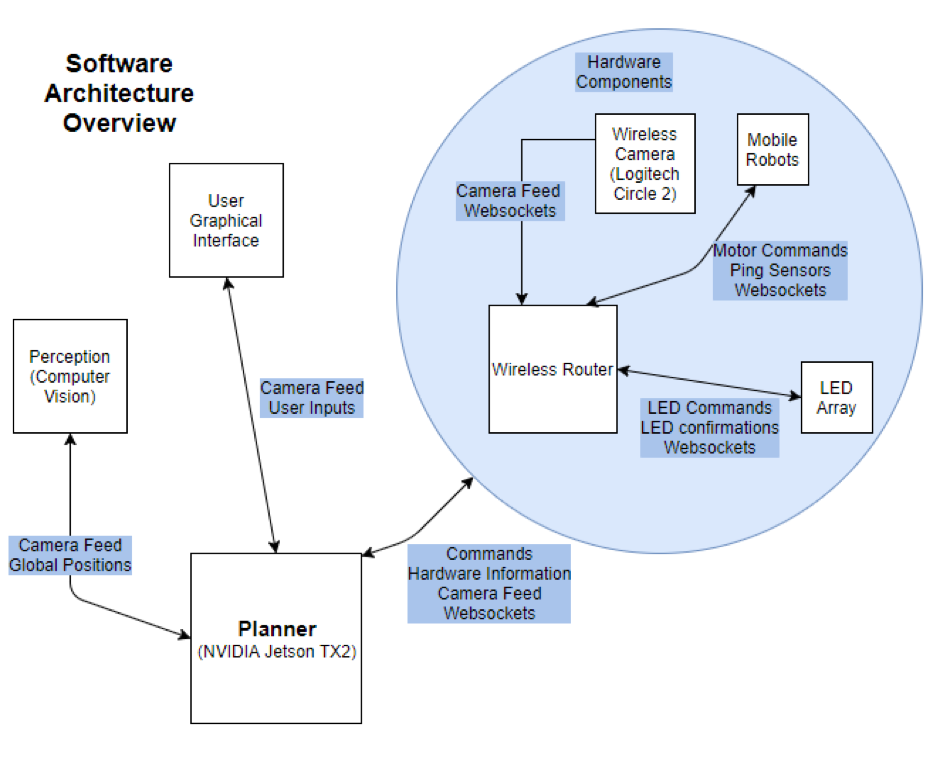 Software
Architecture
Overview
Hardware
Components
Wireless
Camera
(Logitech
Circle 2)
Mobile
Robots
Camera Feed
Websockets
User
Graphical
Interface
Motor Commands
Ping Sensors
Websockets
Perception
(Computer
Vision)
Wireless Router
LED
Array
Camera Feed
User Inputs
LED Commands
LED confirmations
Websockets
Camera Feed
Global Positions
Commands
Hardware Information
Camera Feed
Websockets
Planner
(NVIDIA Jetson TX2)